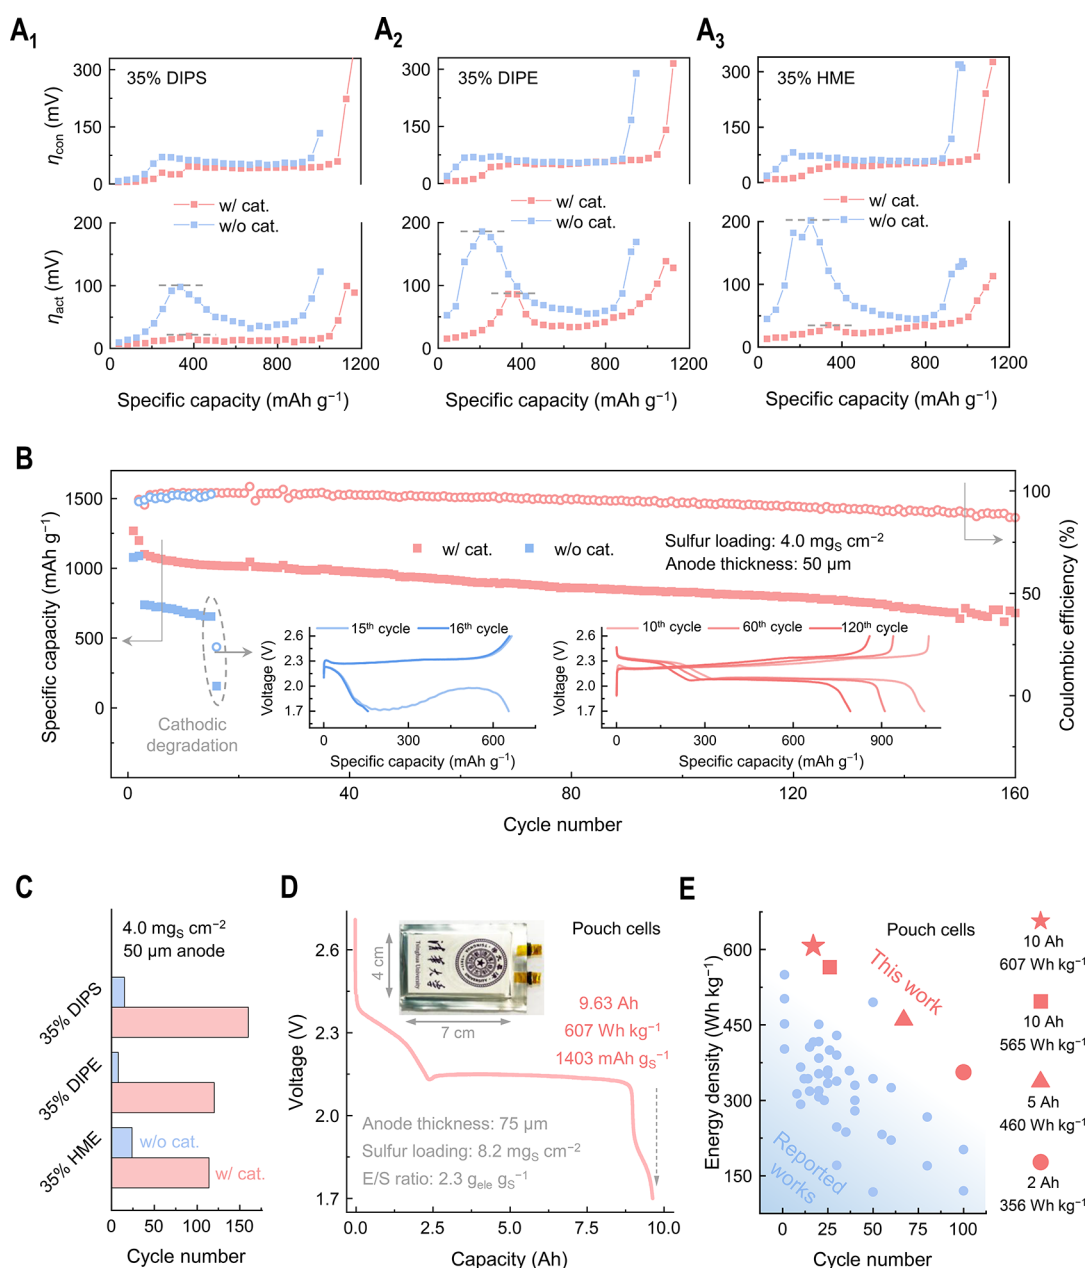 A1
A2
A3
35% DIPS
35% DIPE
35% HME
300
150
0
ηcon (mV)
300
150
0
300
150
0
w/ cat.
w/o cat.
w/ cat.
w/o cat.
w/ cat.
w/o cat.
200
100
0
ηact (mV)
200
100
0
200
100
0
0 400 800 1200
0 400 800 1200
0 400 800 1200
Specific capacity (mAh g⁻¹)
Specific capacity (mAh g⁻¹)
Specific capacity (mAh g⁻¹)
B
1500
1000
500
0
Specific capacity (mAh g⁻¹)
100
50
0
Coulombic efficiency (%)
w/ cat.
w/o cat.
Sulfur loading: 4.0 mgS cm⁻²
Anode thickness: 50 μm
Cathodic
degradation
15th cycle
16th cycle
2.6
2.3
2.0
1.7
Voltage (V)
0 300 600
Specific capacity (mAh g⁻¹)
10th cycle
60th cycle
120th cycle
2.6
2.3
2.0
1.7
Voltage (V)
0 300 600 900
Specific capacity (mAh g⁻¹)
0 40 80 120 160
Cycle number
C
4.0 mgS cm⁻²
50 μm anode
35% DIPS
35% DIPE
35% HME
w/o cat.
w/ cat.
0 50 100 150
Cycle number
D
2.6
2.3
2.0
1.7
Voltage (V)
4 cm
7 cm
Tsinghua University
清华大学
Pouch cells
9.63 Ah
607 Wh kg⁻¹
1403 mAh gS⁻¹
Anode thickness: 75 μm
Sulfur loading: 8.2 mgS cm⁻²
E/S ratio: 2.3 gele gS⁻¹
0.0 2.5 5.0 7.5 10.0
Capacity (Ah)
E
600
450
300
150
Energy density (Wh kg⁻¹)
Pouch cells
This work
Reported
works
0 25 50 75 100
Cycle number
10 Ah
607 Wh kg⁻¹
10 Ah
565 Wh kg⁻¹
5 Ah
460 Wh kg⁻¹
2 Ah
356 Wh kg⁻¹